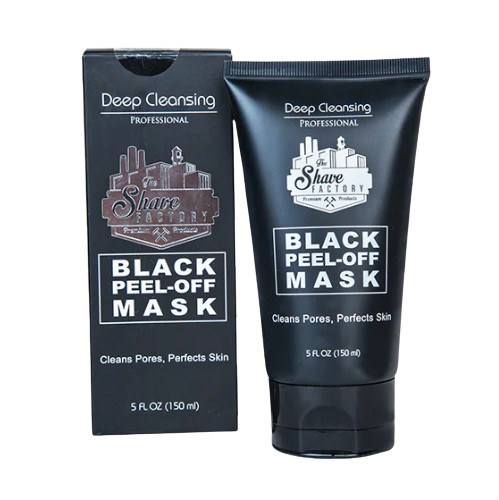 Deep Cleansing
PROFESSIONAL
The
Shave
FACTORY
Premium Products
BLACK
PEEL-OFF
MASK
Cleans Pores, Perfects Skin
5 FL OZ (150 ml)
Deep Cleansing
PROFESSIONAL
The
Shave
FACTORY
Premium Products
BLACK
PEEL-OFF
MASK
Cleans Pores, Perfects Skin
5 FL OZ (150 ml)